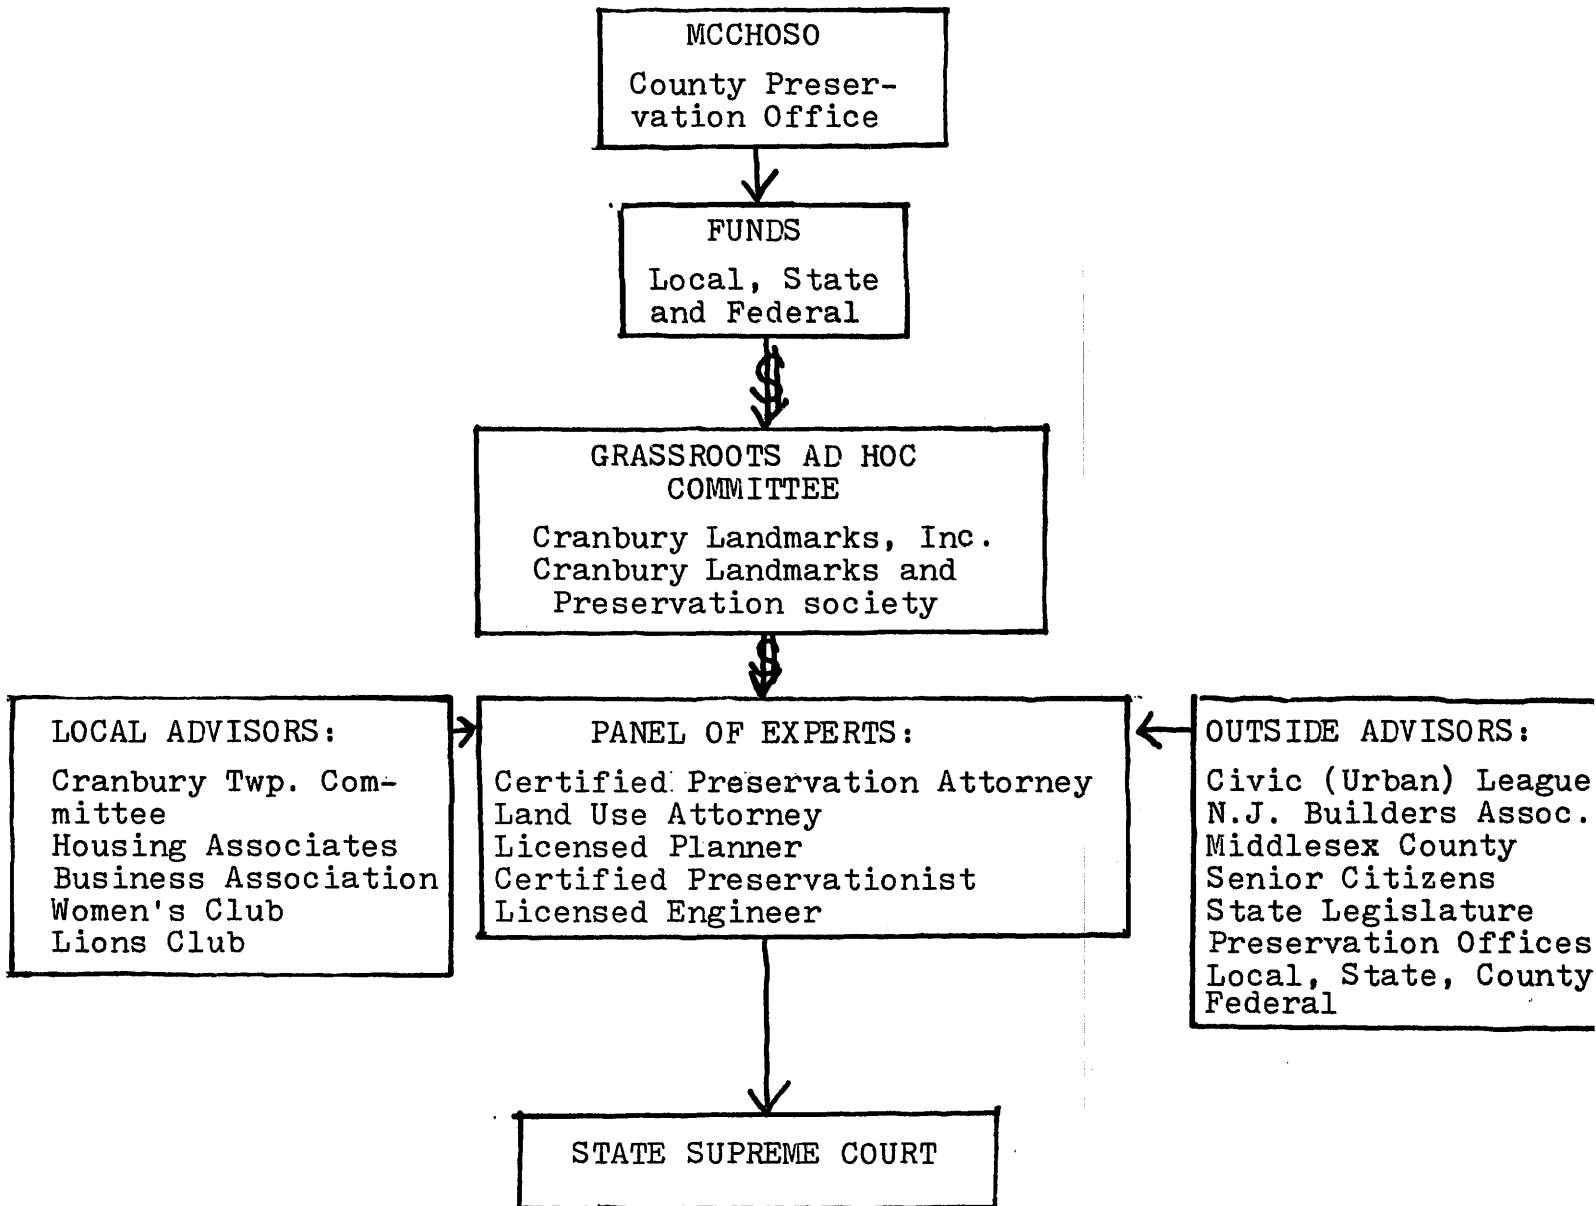 MCCHOSO
County Preser-
vation Office
FUNDS
Local, State
and Federal
$
GRASSROOTS AD HOC
COMMITTEE
Cranbury Landmarks, Inc.
Cranbury Landmarks and
Preservation society
$
LOCAL ADVISORS:
Cranbury Twp. Com-
mittee
Housing Associates
Business Association
Women's Club
Lions Club
PANEL OF EXPERTS:
Certified Preservation Attorney
Land Use Attorney
Licensed Planner
Certified Preservationist
Licensed Engineer
OUTSIDE ADVISORS:
Civic (Urban) League
N.J. Builders Assoc.
Middlesex County
Senior Citizens
State Legislature
Preservation Offices
Local, State, County
Federal
STATE SUPREME COURT